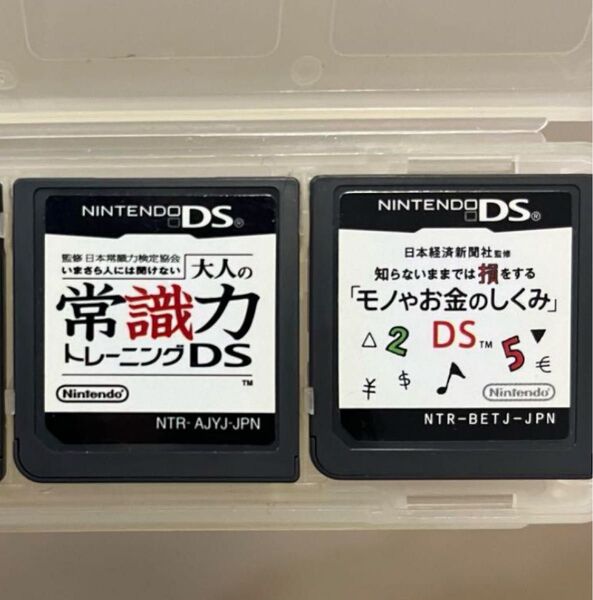 NINTENDO DS®
監修 日本常識力検定協会
いまさら人には聞けない
大人の
常識力
トレーニングDS
TM
Nintendo
NTR- AJYJ-JPN
NINTENDO DS®
日本経済新聞社監修
知らないままでは損をする
「モノやお金のしくみ」
DS TM
2
5
€
¥
$
Nintendo
NTR-BETJ-JPN